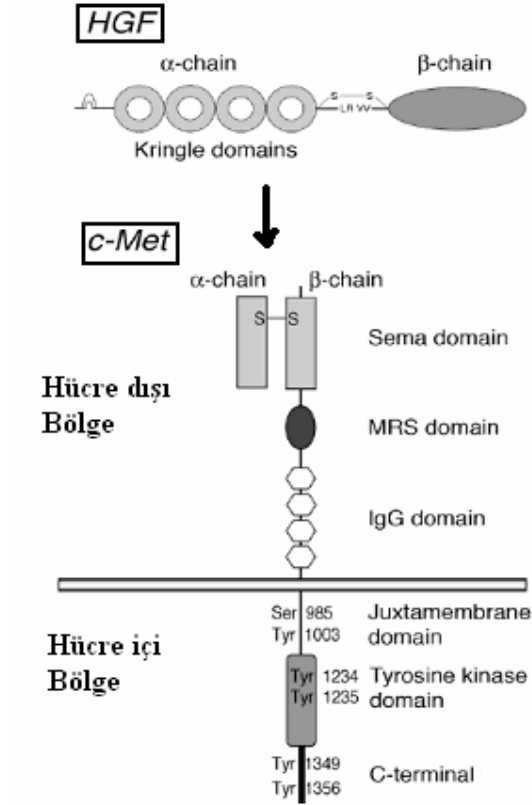 HGF
α-chain
β-chain
S S
LR VV
Kringle domains
c-Met
α-chain
β-chain
S S
Sema domain
Hücre dışı
Bölge
MRS domain
IgG domain
Ser 985
Tyr 1003
Juxtamembrane
domain
Hücre içi
Bölge
Tyr 1234
Tyr 1235
Tyrosine kinase
domain
Tyr 1349
Tyr 1356
C-terminal